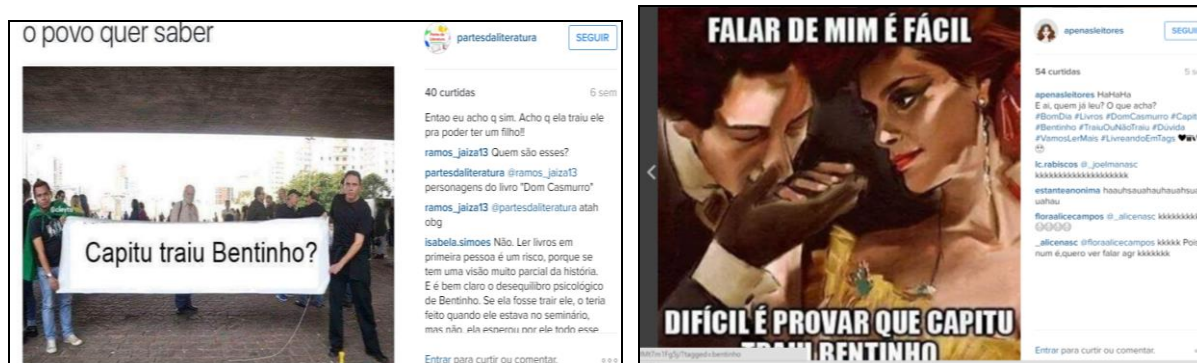 o povo quer saber
Capitu traiu Bentinho?
partesdaliteratura
SEGUIR
40 curtidas
6 sem
Entao eu acho q sim. Acho q ela traiu ele
pra poder ter um filho!!
ramos_jaiza13 Quem são esses?
partesdaliteratura @ramos_jaiza13
personagens do livro "Dom Casmurro"
ramos_jaiza13 @partesdaliteratura atah
obg
isabela.simoes Não. Ler livros em
primeira pessoa é um risco, porque se
tem uma visão muito parcial da história.
E é bem claro o desequilíbrio psicológico
de Bentinho. Se ela fosse trair ele, o teria
feito quando ele estava no seminário,
mas não, ela esperou por ele todo esse
Entrar para curtir ou comentar.
FALAR DE MIM É FÁCIL
DIFÍCIL É PROVAR QUE CAPITU
TRAIU BENTINHO
apenasleitores
SEGUIR
54 curtidas
5 s
apenasleitores HaHaHa
E ai, quem já leu? O que acha?
#BomDia #Livros #DomCasmurro #Capit
#Bentinho #TraiuOuNãoTraiu #Dúvida
#VamosLerMais #LivreandoEmTags
lc.rabiscos @_joelmanasc
kkkkkkkkkkkkkkkkkkk
estanteanonima haauhsauahauhauahsua
uahau
floraalicecampos @_alicenasc kkkkkkkk
_alicenasc @floraalicecampos kkkkk Pois
num é,quero ver falar agr kkkkkkk
Entrar para curtir ou comentar.